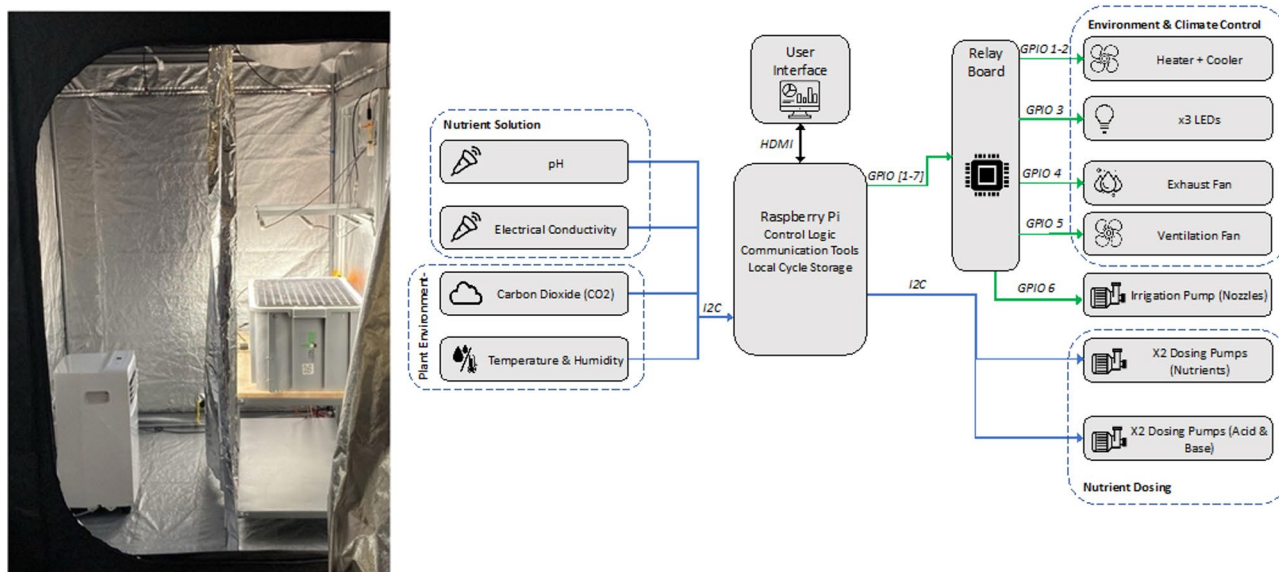 Nutrient Solution
pH
Electrical Conductivity
Plant Environment-
Carbon Dioxide (CO2)
Temperature & Humidity
I2C
User
Interface
HDMI
Raspberry Pi
Control Logic
Communication Tools
Local Cycle Storage
GPIO [1-7]
I2C
Relay
Board
GPIO 1-2
GPIO 3
GPIO 4
GPIO 5
GPIO 6
Environment & Climate Control
Heater + Cooler
x3 LEDs
Exhaust Fan
Ventilation Fan
Irrigation Pump (Nozzles)
X2 Dosing Pumps
(Nutrients)
X2 Dosing Pumps (Acid &
Base)
Nutrient Dosing